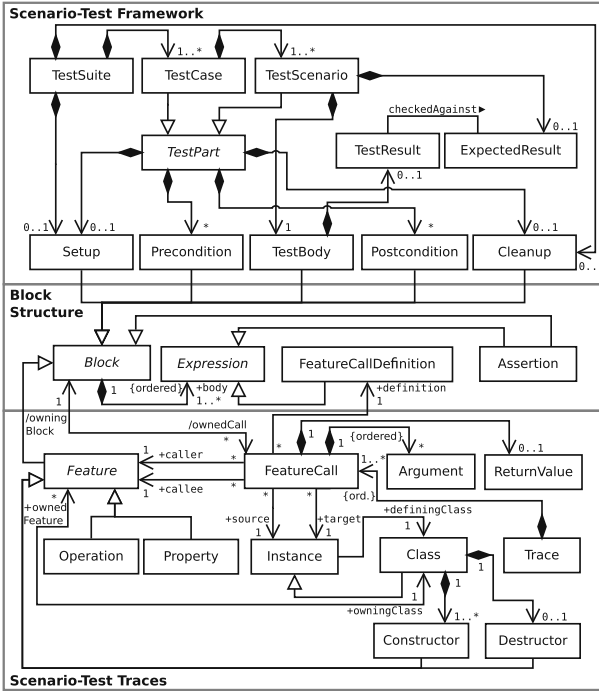 Scenario-Test Framework
1..*
1..*
TestSuite
TestCase
TestScenario
checkedAgainst
0..1
TestPart
TestResult
ExpectedResult
0..1
0..1
0..1
*
1
*
0..1
Setup
Precondition
TestBody
Postcondition
Cleanup
0..
Block
Structure
Block
Expression
FeatureCallDefinition
Assertion
1
1
{ordered}
+body
1..*
+definition
1
/owning
Block
/ownedCall
*
*
1
1
{ordered}
*
0..1
1
+caller
*
1..*
Feature
FeatureCall
Argument
ReturnValue
1
+callee
*
*
+owned
Feature
*
*
{ord.}
+source
+target
+definingClass
1
1
1
Operation
Property
Instance
Class
Trace
1
1
1
+owningClass
1..*
0..1
Constructor
Destructor
Scenario-Test Traces